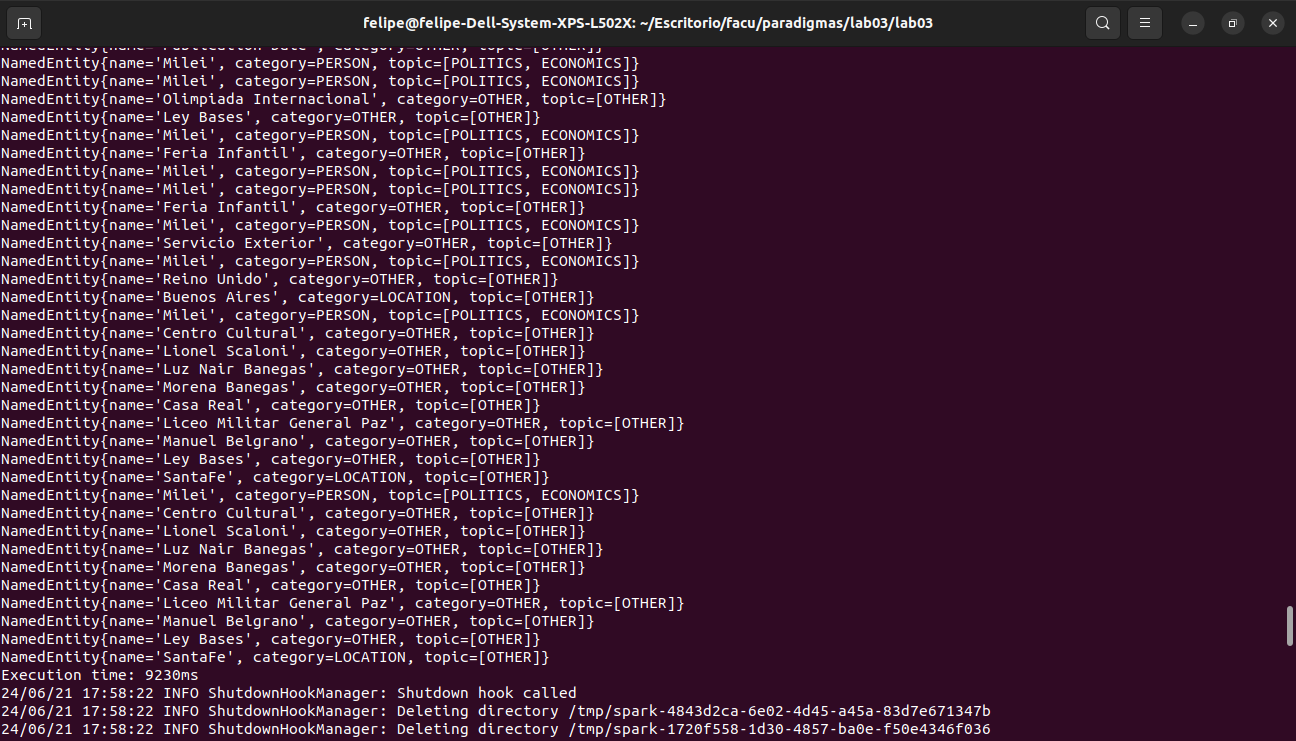 felipe@felipe-Dell-System-XPS-L502X: ~/Escritorio/facu/paradigmas/lab03/lab03
NamedEntity{name='Publication Date', category=OTHER, topic=[OTHER]}
NamedEntity{name='Milei', category=PERSON, topic=[POLITICS, ECONOMICS]}
NamedEntity{name='Milei', category=PERSON, topic=[POLITICS, ECONOMICS]}
NamedEntity{name='Olimpiada Internacional', category=OTHER, topic=[OTHER]}
NamedEntity{name='Ley Bases', category=OTHER, topic=[OTHER]}
NamedEntity{name='Milei', category=PERSON, topic=[POLITICS, ECONOMICS]}
NamedEntity{name='Feria Infantil', category=OTHER, topic=[OTHER]}
NamedEntity{name='Milei', category=PERSON, topic=[POLITICS, ECONOMICS]}
NamedEntity{name='Milei', category=PERSON, topic=[POLITICS, ECONOMICS]}
NamedEntity{name='Feria Infantil', category=OTHER, topic=[OTHER]}
NamedEntity{name='Milei', category=PERSON, topic=[POLITICS, ECONOMICS]}
NamedEntity{name='Servicio Exterior', category=OTHER, topic=[OTHER]}
NamedEntity{name='Milei', category=PERSON, topic=[POLITICS, ECONOMICS]}
NamedEntity{name='Reino Unido', category=OTHER, topic=[OTHER]}
NamedEntity{name='Buenos Aires', category=LOCATION, topic=[OTHER]}
NamedEntity{name='Milei', category=PERSON, topic=[POLITICS, ECONOMICS]}
NamedEntity{name='Centro Cultural', category=OTHER, topic=[OTHER]}
NamedEntity{name='Lionel Scaloni', category=OTHER, topic=[OTHER]}
NamedEntity{name='Luz Nair Banegas', category=OTHER, topic=[OTHER]}
NamedEntity{name='Morena Banegas', category=OTHER, topic=[OTHER]}
NamedEntity{name='Casa Real', category=OTHER, topic=[OTHER]}
NamedEntity{name='Liceo Militar General Paz', category=OTHER, topic=[OTHER]}
NamedEntity{name='Manuel Belgrano', category=OTHER, topic=[OTHER]}
NamedEntity{name='Ley Bases', category=OTHER, topic=[OTHER]}
NamedEntity{name='SantaFe', category=LOCATION, topic=[OTHER]}
NamedEntity{name='Milei', category=PERSON, topic=[POLITICS, ECONOMICS]}
NamedEntity{name='Centro Cultural', category=OTHER, topic=[OTHER]}
NamedEntity{name='Lionel Scaloni', category=OTHER, topic=[OTHER]}
NamedEntity{name='Luz Nair Banegas', category=OTHER, topic=[OTHER]}
NamedEntity{name='Morena Banegas', category=OTHER, topic=[OTHER]}
NamedEntity{name='Casa Real', category=OTHER, topic=[OTHER]}
NamedEntity{name='Liceo Militar General Paz', category=OTHER, topic=[OTHER]}
NamedEntity{name='Manuel Belgrano', category=OTHER, topic=[OTHER]}
NamedEntity{name='Ley Bases', category=OTHER, topic=[OTHER]}
NamedEntity{name='SantaFe', category=LOCATION, topic=[OTHER]}
Execution time: 9230ms
24/06/21 17:58:22 INFO ShutdownHookManager: Shutdown hook called
24/06/21 17:58:22 INFO ShutdownHookManager: Deleting directory /tmp/spark-4843d2ca-6e02-4d45-a45a-83d7e671347b
24/06/21 17:58:22 INFO ShutdownHookManager: Deleting directory /tmp/spark-1720f558-1d30-4857-ba0e-f50e4346f036